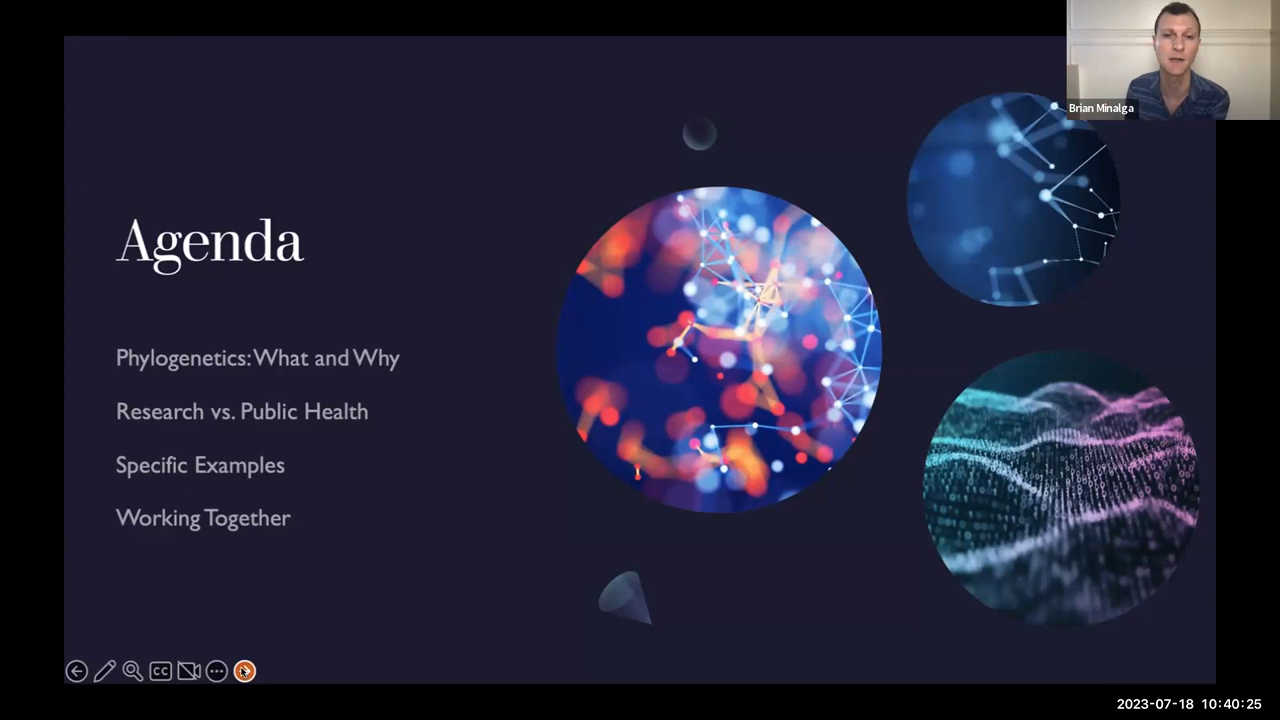 Brian Minalga
Agenda
Phylogenetics: What and Why
Research vs. Public Health
Specific Examples
Working Together
CC
2023-07-18 10:40:25